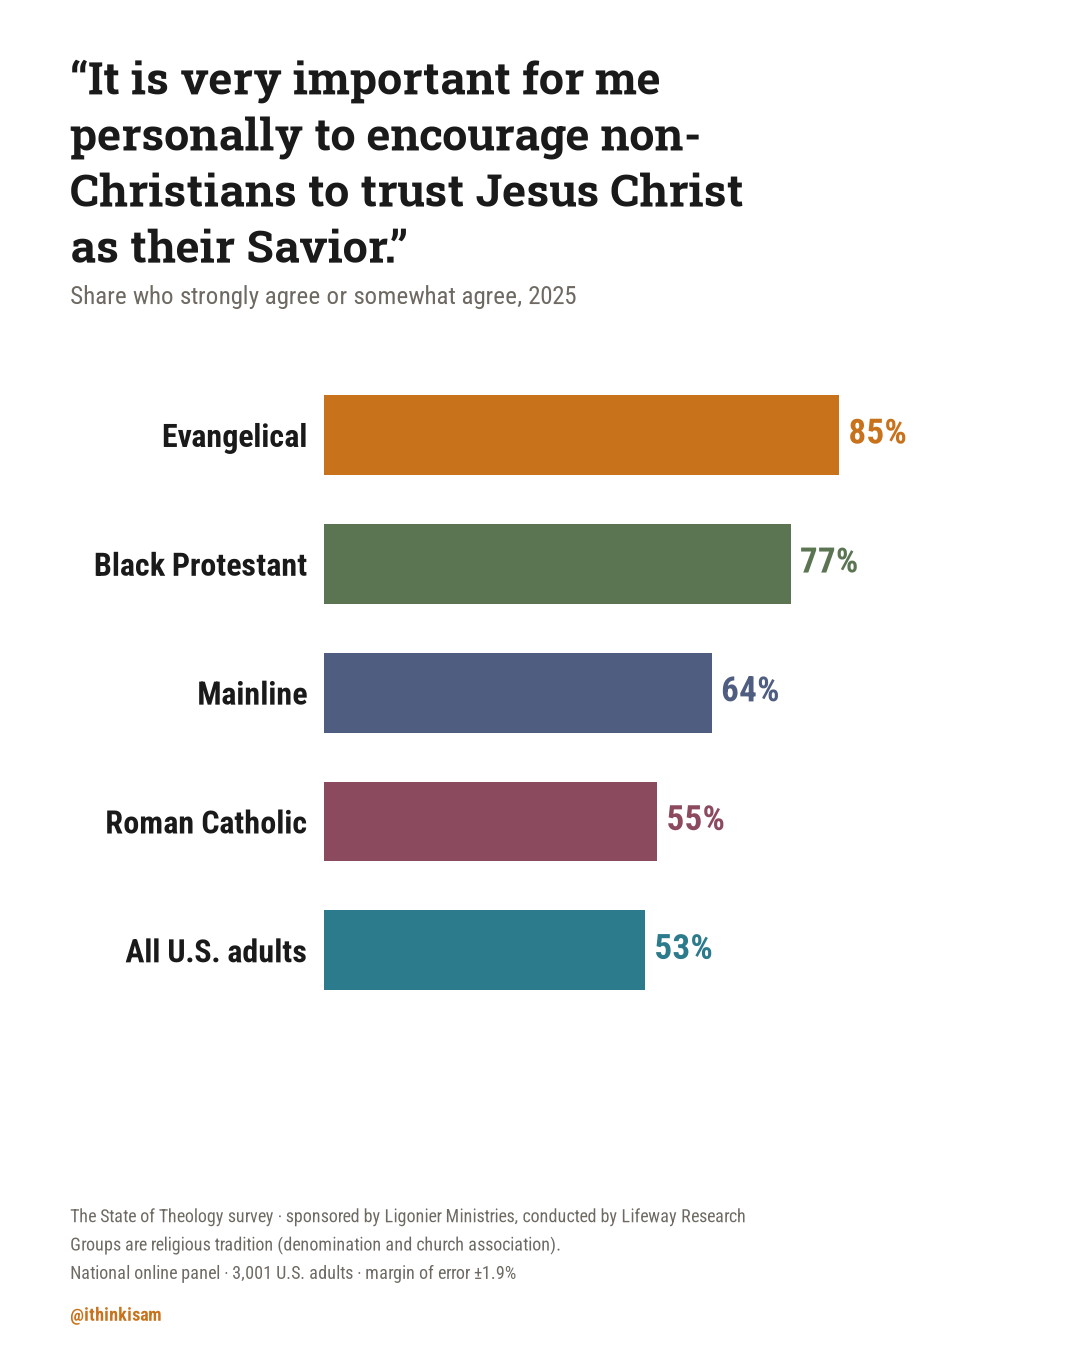 “It is very important for me
personally to encourage non-
Christians to trust Jesus Christ
as their Savior.”
Share who strongly agree or somewhat agree, 2025
Evangelical 85%
Black Protestant 77%
Mainline 64%
Roman Catholic 55%
All U.S. adults 53%
The State of Theology survey · sponsored by Ligonier Ministries, conducted by Lifeway Research
Groups are religious tradition (denomination and church association).
National online panel · 3,001 U.S. adults · margin of error ±1.9%
@ithinkisam